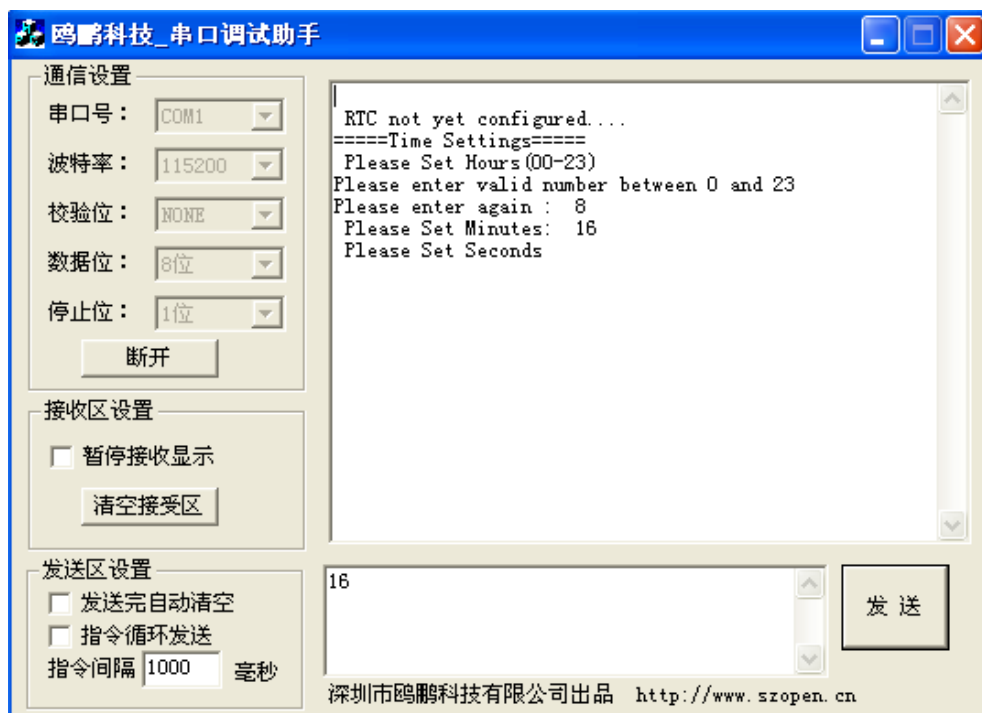 鸥鹏科技_串口调试助手
通信设置
串口号： COM1
波特率： 115200
校验位： NONE
数据位： 8位
停止位： 1位
断开
接收区设置
暂停接收显示
清空接受区
发送区设置
发送完自动清空
指令循环发送
指令间隔 1000 毫秒
RTC not yet configured....
=====Time Settings=====
Please Set Hours(00-23)
Please enter valid number between 0 and 23
Please enter again :  8
Please Set Minutes:  16
Please Set Seconds
16
发 送
深圳市鸥鹏科技有限公司出品  http://www.szopen.cn